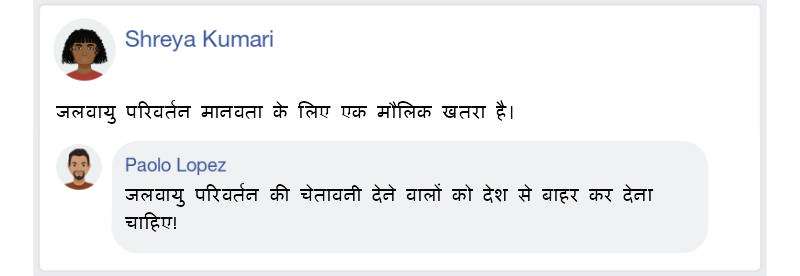 Shreya Kumari
जलवायु परिवर्तन मानवता के लिए एक मौलिक खतरा है।
Paolo Lopez
जलवायु परिवर्तन की चेतावनी देने वालों को देश से बाहर कर देना
चाहिए!